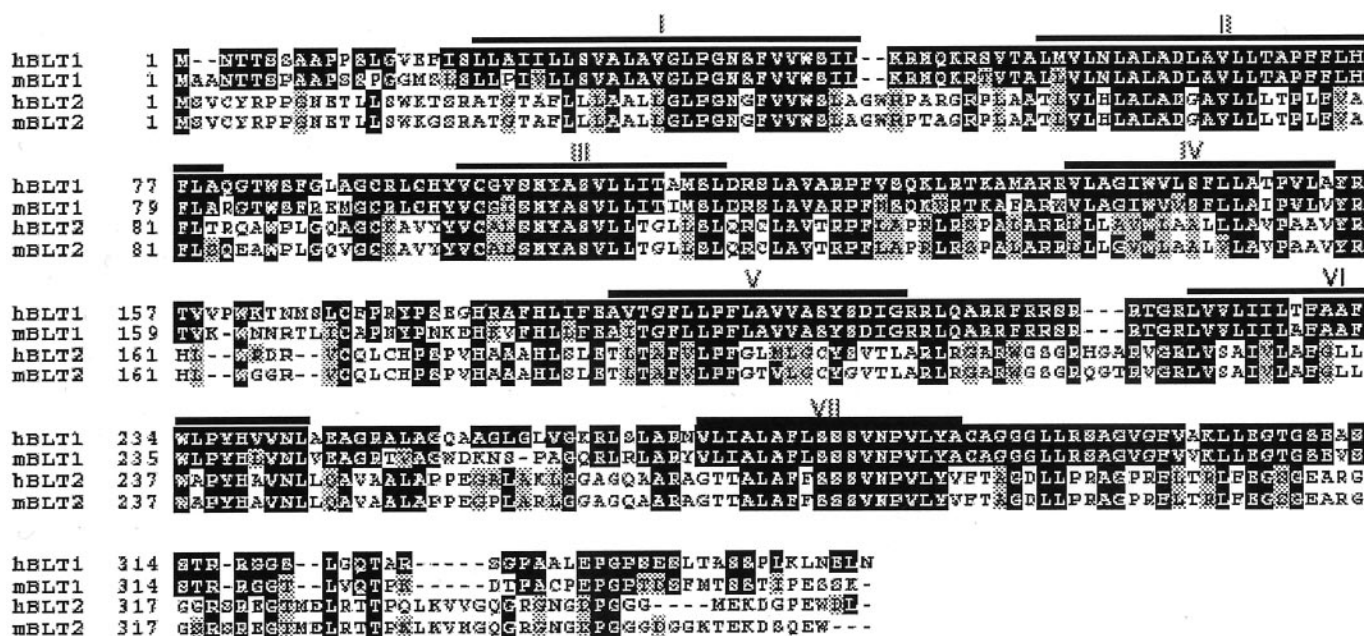 I II
hBLT1 1 M--NTTSSAAPPSLGVEFISLLAIILLSVALAVGLPGNSFVVWSIL--KRMQKRSVTALMVLNLALADLAVLLTAPFFLH
mBLT1 1 MAANTTSPAAPSSPGGMSLSLLPIVLLSVALAVGLPGNSFVVWSIL--KRMQKRTVTALLVLNLALADLAVLLTAPFFLH
hBLT2 1 MSVCYRPPGNETLLSWKTSRATGTAFLLLAALLGLPGNGFVVWSLAGWRPARGRPLAATLVLHLALADGAVLLLTPLFVA
mBLT2 1 MSVCYRPPGNETLLSWKGSRATGTAFLLLAALLGLPGNGFVVWSLAGWRPTAGRPLAATLVLHLALADGAVLLLTPLFVA
III IV
hBLT1 77 FLAQGTWSFGLAGCRLCHYVCGVSMYASVLLITAMSLDRSLAVARPFVSQKLRTKAMARRVLAGIWVLSFLLATPVLAYR
mBLT1 79 FLARGTWSFREMGCRLCHYVCGISMYASVLLITIMSLDRSLAVARPFMSQKVRTKAFARWVLAGIWVVSFLLAIPVLVYR
hBLT2 81 FLTRQAWPLGQAGCKAVYYVCALSMYASVLLTGLLSLQRCLAVTRPFLAPRLRSPALARRLLLAVWLAALLLAVPAAVYR
mBLT2 81 FLSQEAWPLGQVGCKAVYYVCALSMYASVLLTGLLSLQRCLAVTRPFLAPRLRSPALARRLLLGVWLAALVLAVPAAVYR
V VI
hBLT1 157 TVVPWKTNMSLCFPRYPSEGHRAFHLIFEAVTGFLLPFLAVVASYSDIGRRLQARRFRRSR---RTGRLVVLIILTFAAF
mBLT1 159 TVK-WNNRTLICAPNYPNKEHKVFHLLFEAITGFLLPFLAVVASYSDIGRRLQARRFRRSR---RTGRLVVLIILAFAAF
hBLT2 161 HL--WRDR--VCQLCHPSPVHAAAHLSLETLTAFVLPFGLMLGCYSVTLARLRGARWGSGRHGARVGRLVSAIVLAFGLL
mBLT2 161 HL--WGGR--VCQLCHPSPVHAAAHLSLETLTAFVLPFGTVLGCYGVTLARLRGARWGSGRQGTRVGRLVSAIVLAFGLL
VII
hBLT1 234 WLPYHVVNLAEAGRALAGQAAGLGLVGKRLSLARNVLIALAFLSSSVNPVLYACAGGGLLRSAGVGFVAKLLEGTGSEAS
mBLT1 235 WLPYHLVNLVEAGRTVAGWDKNS-PAGQRLRLARYVLIALAFLSSSVNPVLYACAGGGLLRSAGVGFVVKLLEGTGSEVS
hBLT2 237 WAPYHAVNLLQAVAALAPPEGALAKLGGAGQAARAGTTALAFFSSSVNPVLYVFTAGDLLPRAGPRFLTRLFEGSGEARG
mBLT2 237 WAPYHAVNLLQAVAALAPPEGPLARLGGAGQAARAGTTALAFFSSSVNPVLYVFTAGDLLPRAGPRFLTRLFEGSGEARG
hBLT1 314 STR-RGGS--LGQTAR-----SGPAALEPGPSESLTASSPLKLNELN
mBLT1 314 STR-RGGT--LVQTPK-----DTPACPEPGPTDSFMTSSTIPESSK-
hBLT2 317 GGRSREGTMELRTTPQLKVVGQGRGNGDPGGG----MEKDGPEWDL-
mBLT2 317 GSRSREGTMELRTTPKLKVMGQGRGNGDPGGGDGGKTEKDSQEW---